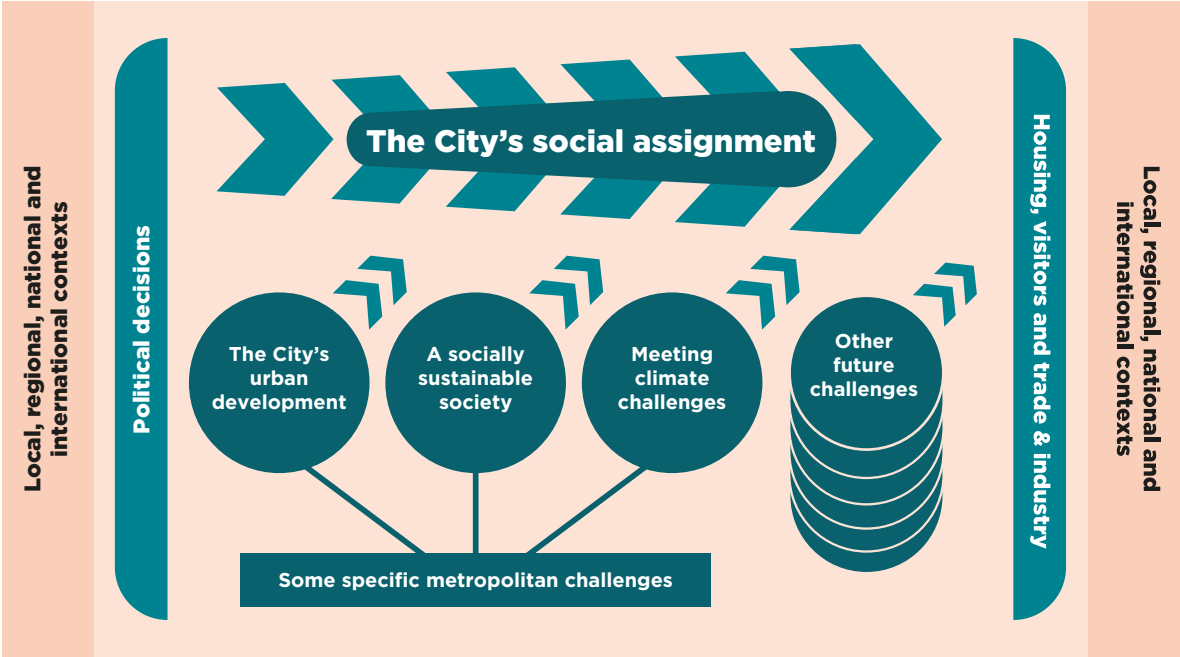 Local, regional, national and
international contexts
Political decisions
The City's social assignment
The City's
urban
development
A socially
sustainable
society
Meeting
climate
challenges
Other
future
challenges
Some specific metropolitan challenges
Housing, visitors and trade & industry
Local, regional, national and
international contexts